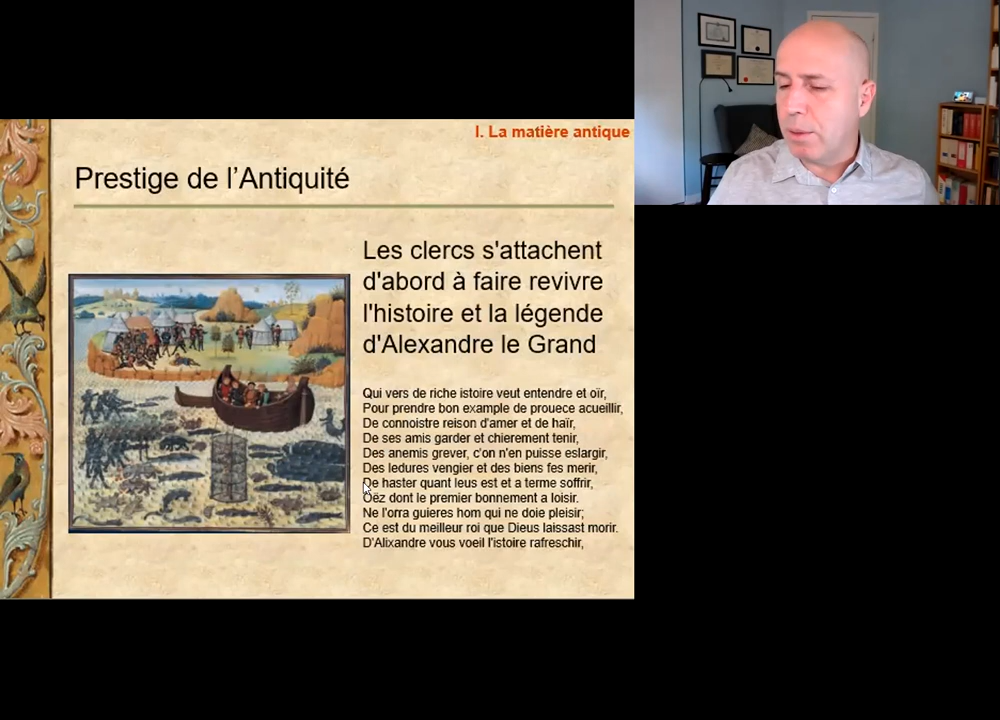 I. La matière antique
Prestige de l'Antiquité
Les clercs s'attachent
d'abord à faire revivre
l'histoire et la légende
d'Alexandre le Grand
Qui vers de riche istoire veut entendre et oïr,
Pour prendre bon example de prouece acueillir,
De connoistre reison d'amer et de haïr,
De ses amis garder et chierement tenir,
Des anemis grever, c'on n'en puisse eslargir,
Des ledures vengier et des biens fes merir,
De haster quant leus est et a terme soffrir,
Oëz dont le premier bonnement a loisir.
Ne l'orra guieres hom qui ne doie pleisir;
Ce est du meilleur roi que Dieus laissast morir.
D'Alixandre vous voeil l'istoire rafreschir,